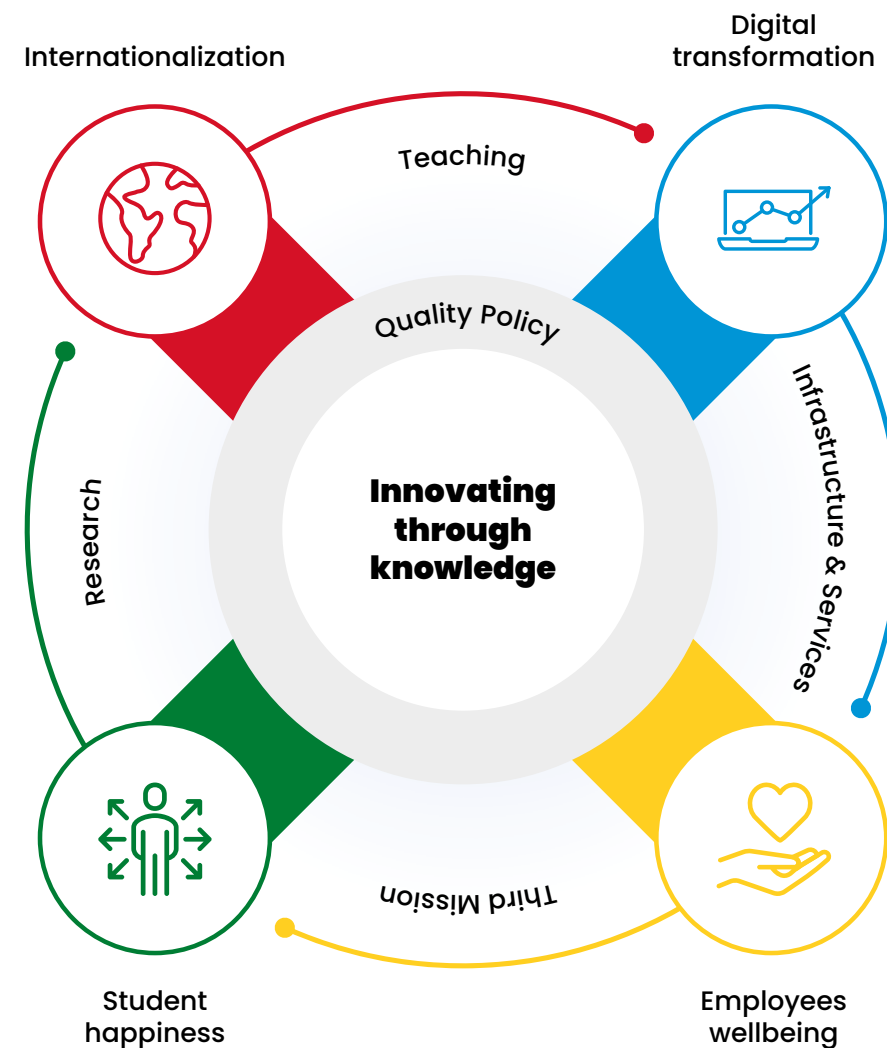 Internationalization
Digital
transformation
Teaching
Quality Policy
Infrastructure & Services
Innovating
through
knowledge
Research
Third Mission
Student
happiness
Employees
wellbeing